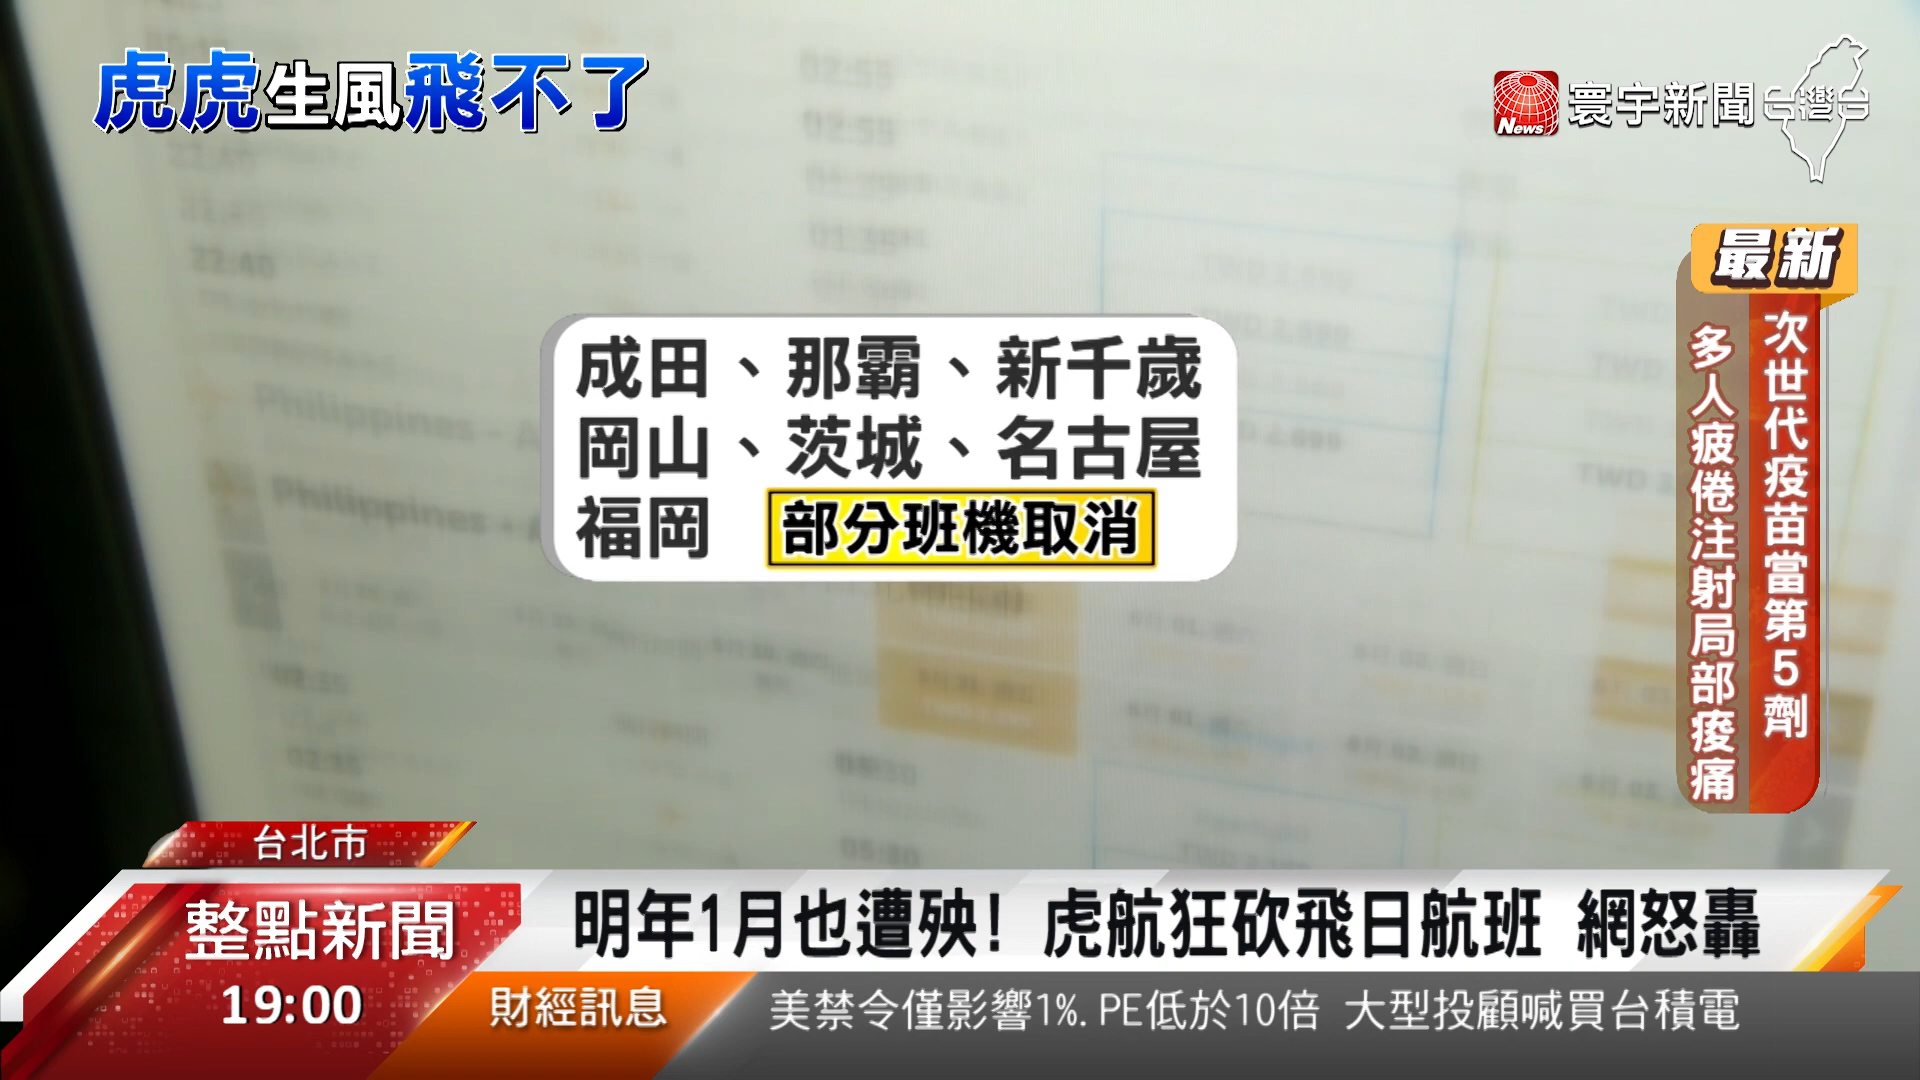 虎虎生風飛不了
News 寰宇新聞 台灣台
最新
次世代疫苗當第5劑
多人疲倦注射局部痠痛
成田、那霸、新千歲
岡山、茨城、名古屋
福岡 部分班機取消
台北市
整點新聞
明年1月也遭殃! 虎航狂砍飛日航班 網怒轟
19:00
財經訊息
美禁令僅影響1%.PE低於10倍 大型投顧喊買台積電